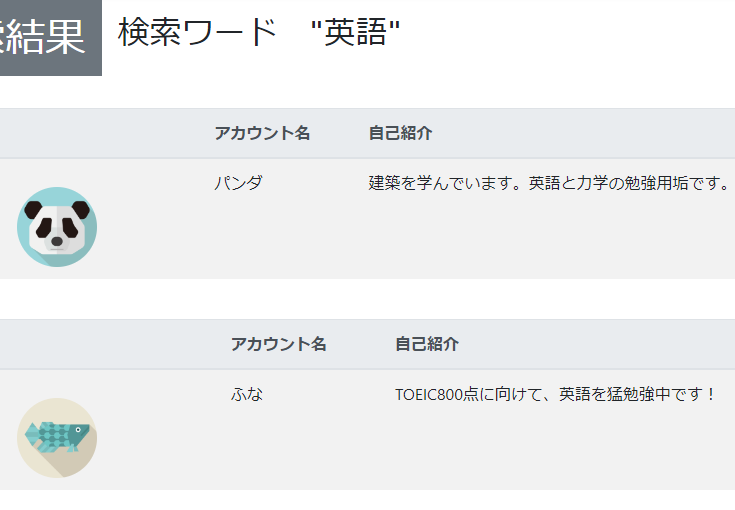 結果 検索ワード　"英語"
アカウント名 自己紹介
パンダ 建築を学んでいます。英語と力学の勉強用垢です。
アカウント名 自己紹介
ふな TOEIC800点に向けて、英語を猛勉強中です！